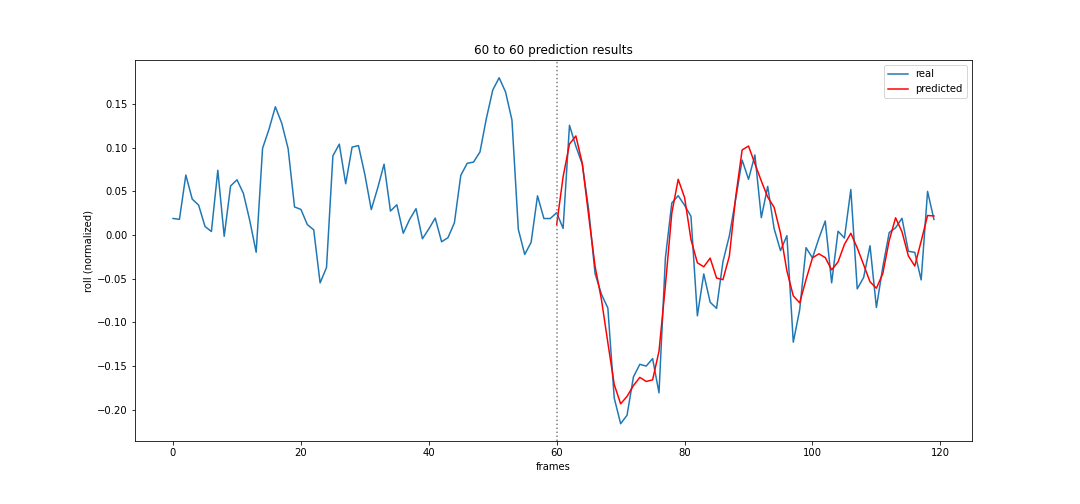 60 to 60 prediction results
real
predicted
roll (normalized)
0.15
0.10
0.05
0.00
−0.05
−0.10
−0.15
−0.20
0 20 40 60 80 100 120
frames